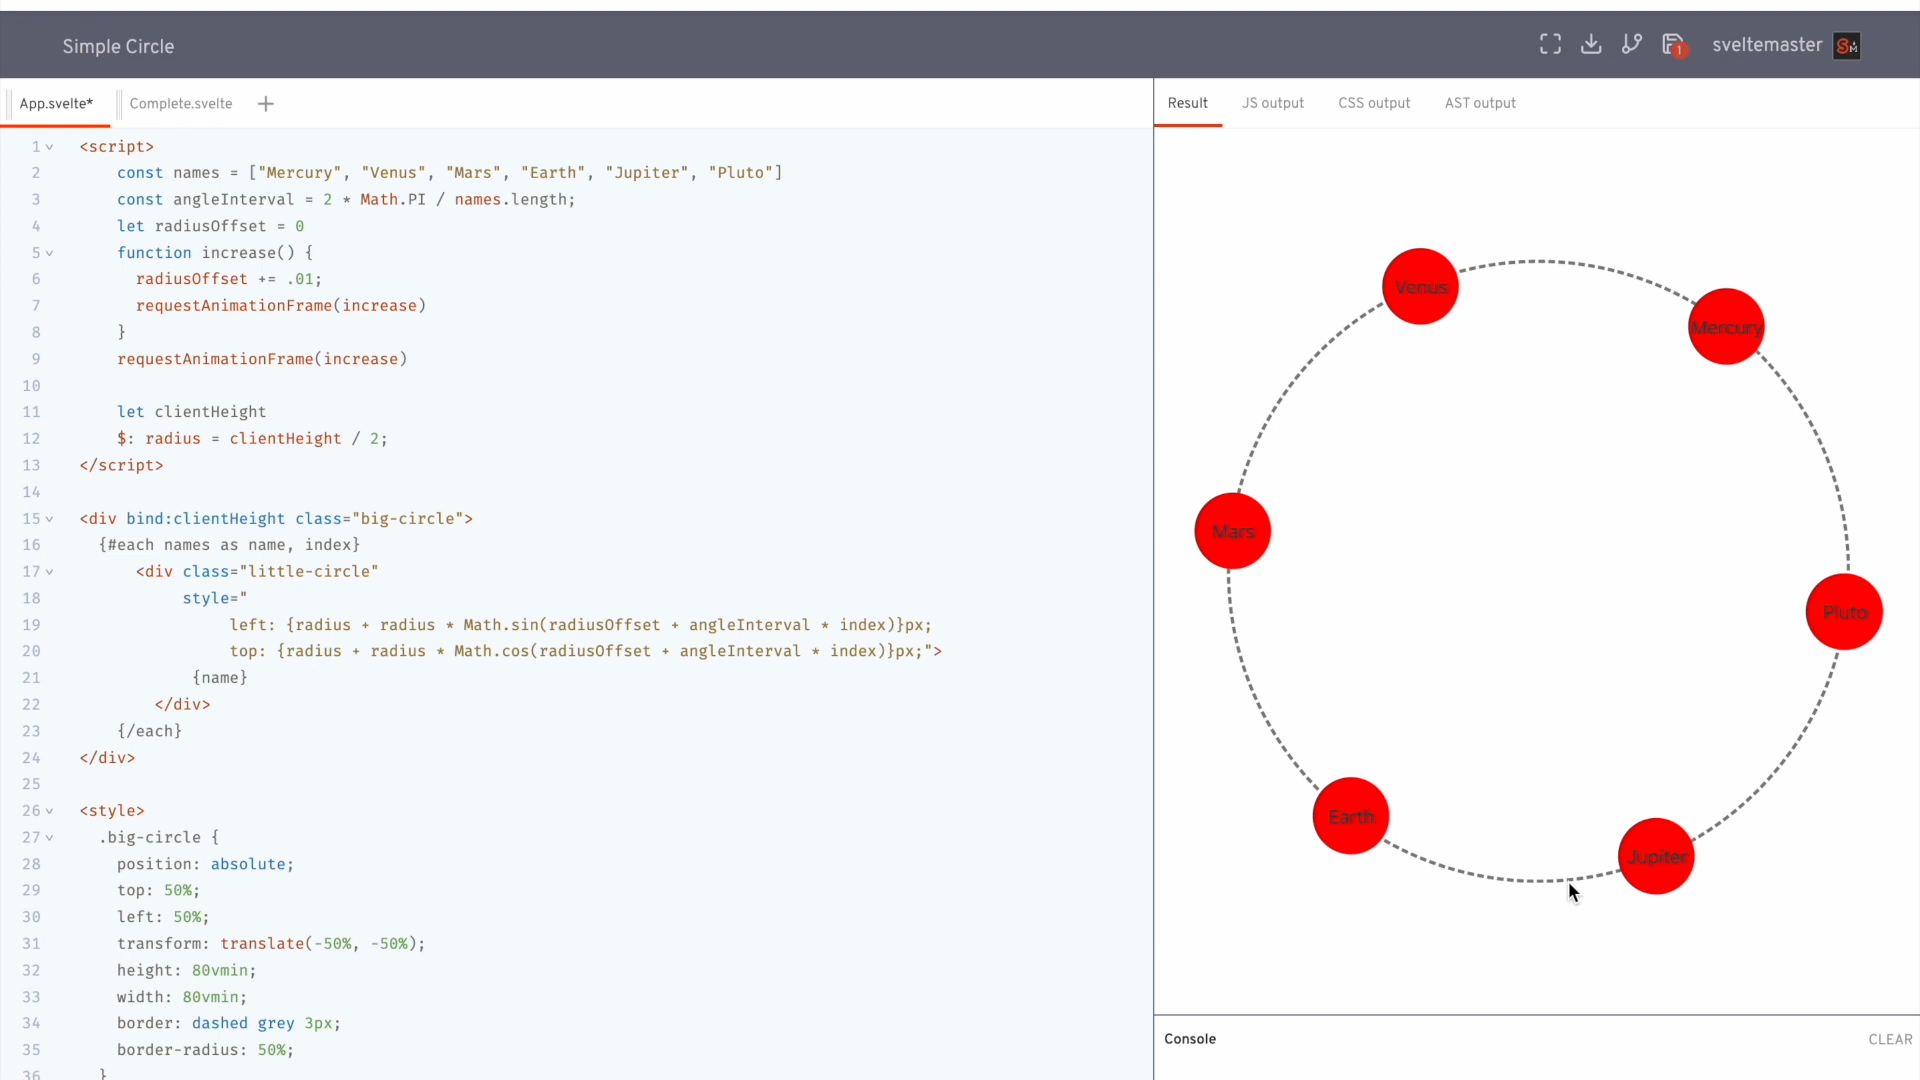 Simple Circle
1
sveltemaster
App.svelte*
Complete.svelte +
Result
JS output
CSS output
AST output
1 <script>
2 const names = ["Mercury", "Venus", "Mars", "Earth", "Jupiter", "Pluto"]
3 const angleInterval = 2 * Math.PI / names.length;
4 let radiusOffset = 0
5 function increase() {
6 radiusOffset += .01;
7 requestAnimationFrame(increase)
8 }
9 requestAnimationFrame(increase)
10
11 let clientHeight
12 $: radius = clientHeight / 2;
13 </script>
14
15 <div bind:clientHeight class="big-circle">
16 {#each names as name, index}
17 <div class="little-circle"
18 style="
19 left: {radius + radius * Math.sin(radiusOffset + angleInterval * index)}px;
20 top: {radius + radius * Math.cos(radiusOffset + angleInterval * index)}px;">
21 {name}
22 </div>
23 {/each}
24 </div>
25
26 <style>
27 .big-circle {
28 position: absolute;
29 top: 50%;
30 left: 50%;
31 transform: translate(-50%, -50%);
32 height: 80vmin;
33 width: 80vmin;
34 border: dashed grey 3px;
35 border-radius: 50%;
36 }
Venus
Mercury
Mars
Pluto
Earth
Jupiter
Console
CLEAR